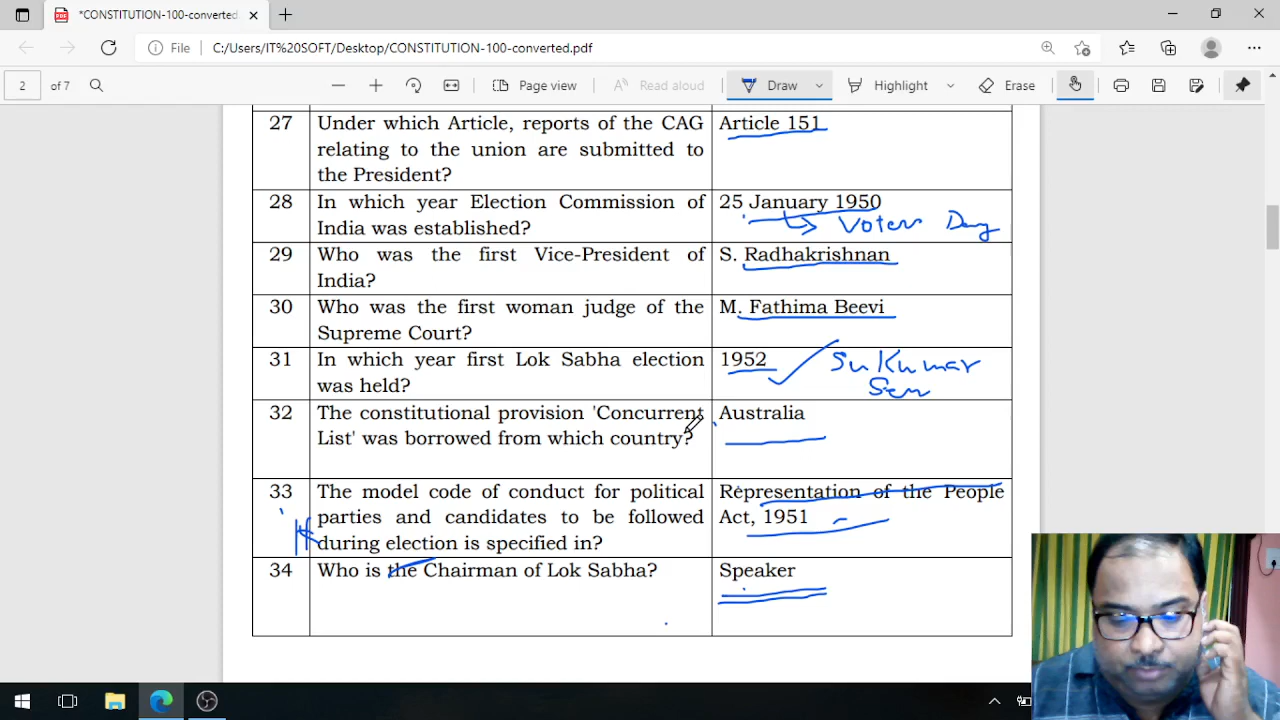 *CONSTITUTION-100-converted
File C:/Users/IT%20SOFT/Desktop/CONSTITUTION-100-converted.pdf
2 of 7 Page view Read aloud Draw Highlight Erase
27 Under which Article, reports of the CAG Article 151
relating to the union are submitted to
the President?
28 In which year Election Commission of 25 January 1950
India was established? Voters Day
29 Who was the first Vice-President of S. Radhakrishnan
India?
30 Who was the first woman judge of the M. Fathima Beevi
Supreme Court?
31 In which year first Lok Sabha election 1952 Sukumar
was held? Sen
32 The constitutional provision 'Concurrent Australia
List' was borrowed from which country?
33 The model code of conduct for political Representation of the People
parties and candidates to be followed Act, 1951
during election is specified in?
34 Who is the Chairman of Lok Sabha? Speaker